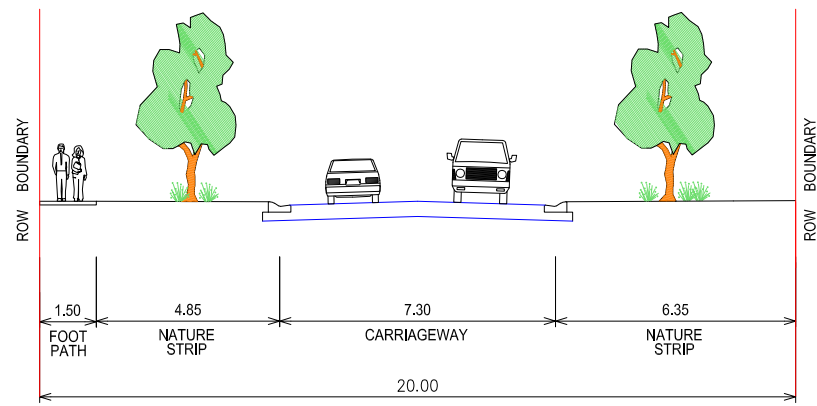 ROW BOUNDARY
ROW BOUNDARY
1.50
4.85
7.30
6.35
FOOT
PATH
NATURE
STRIP
CARRIAGEWAY
NATURE
STRIP
20.00